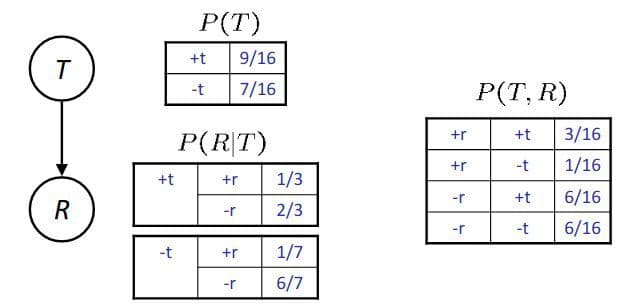 T
R
P(T)
+t 9/16
-t 7/16
P(R|T)
+t +r 1/3
-r 2/3
-t +r 1/7
-r 6/7
P(T, R)
+r +t 3/16
+r -t 1/16
-r +t 6/16
-r -t 6/16